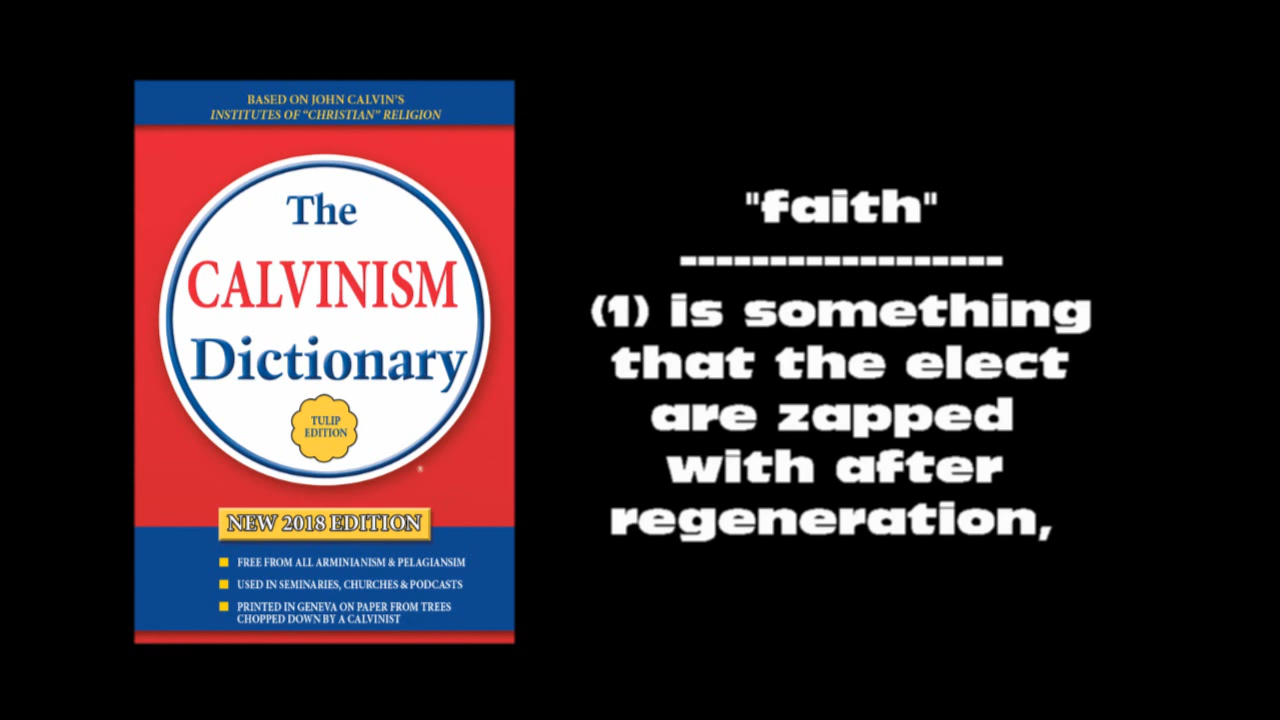 BASED ON JOHN CALVIN'S
INSTITUTES OF "CHRISTIAN" RELIGION
The
CALVINISM
Dictionary
TULIP
EDITION
NEW 2018 EDITION
FREE FROM ALL ARMINIANISM & PELAGIANSIM
USED IN SEMINARIES, CHURCHES & PODCASTS
PRINTED IN GENEVA ON PAPER FROM TREES
CHOPPED DOWN BY A CALVINIST
"faith"
------------------
(1) is something
that the elect
are zapped
with after
regeneration,